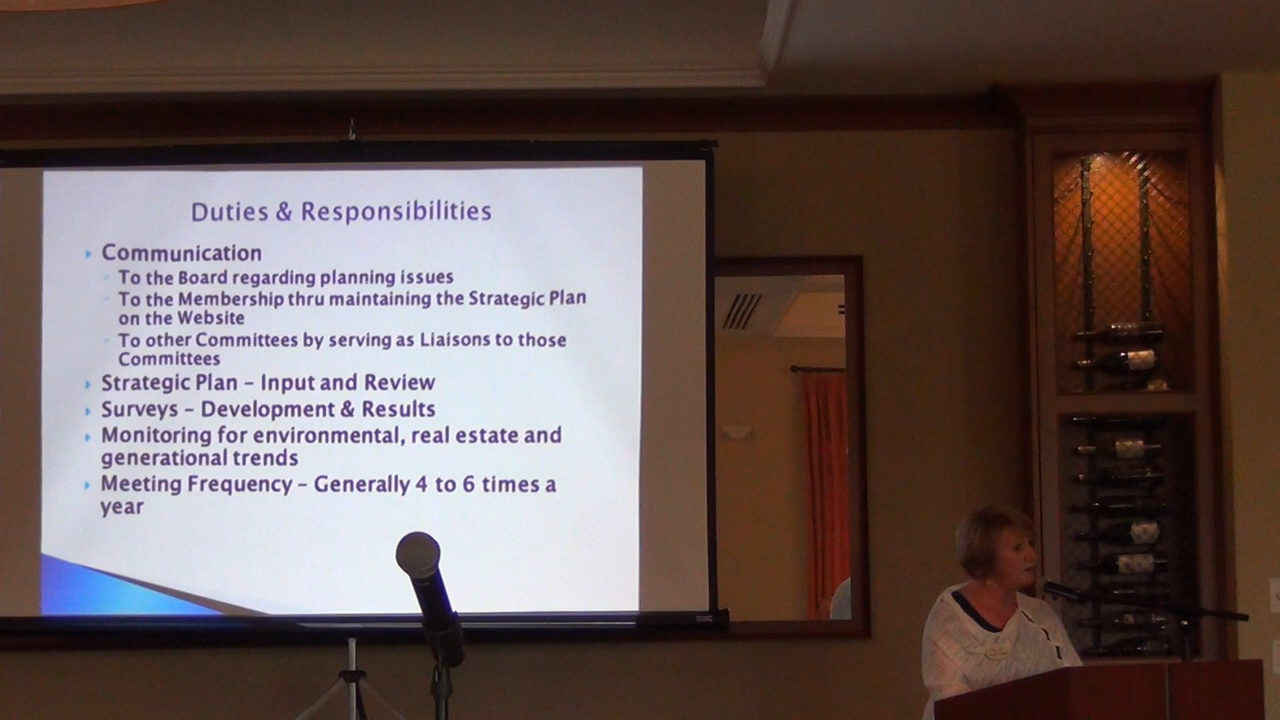 Duties & Responsibilities
Communication
To the Board regarding planning issues
To the Membership thru maintaining the Strategic Plan
on the Website
To other Committees by serving as Liaisons to those
Committees
Strategic Plan – Input and Review
Surveys – Development & Results
Monitoring for environmental, real estate and
generational trends
Meeting Frequency – Generally 4 to 6 times a
year